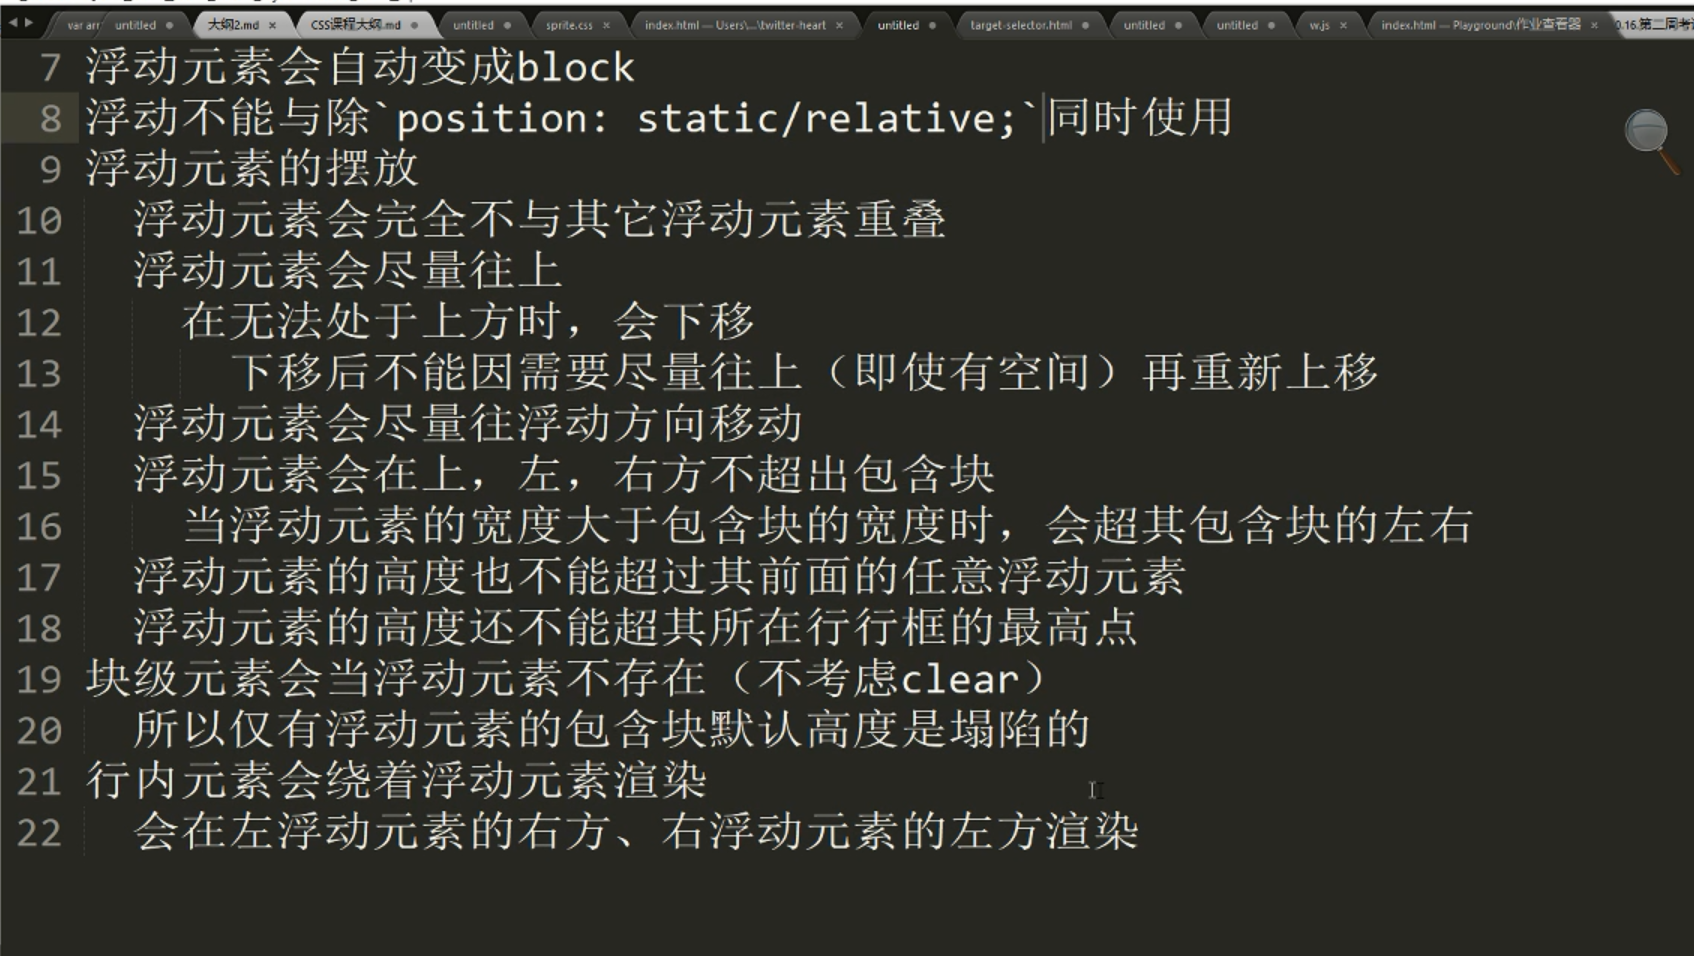 var arr untitled 大纲2.md CSS课程大纲.md untitled sprite.css index.html — Users\...\twitter-heart untitled target-selector.html untitled untitled w.js index.html — Playground\作业查看器 0.16.第二周考
7 浮动元素会自动变成block
8 浮动不能与除`position: static/relative;`同时使用
9 浮动元素的摆放
10 浮动元素会完全不与其它浮动元素重叠
11 浮动元素会尽量往上
12 在无法处于上方时，会下移
13 下移后不能因需要尽量往上（即使有空间）再重新上移
14 浮动元素会尽量往浮动方向移动
15 浮动元素会在上，左，右方不超出包含块
16 当浮动元素的宽度大于包含块的宽度时，会超其包含块的左右
17 浮动元素的高度也不能超过其前面的任意浮动元素
18 浮动元素的高度还不能超其所在行行框的最高点
19 块级元素会当浮动元素不存在（不考虑clear）
20 所以仅有浮动元素的包含块默认高度是塌陷的
21 行内元素会绕着浮动元素渲染
22 会在左浮动元素的右方、右浮动元素的左方渲染